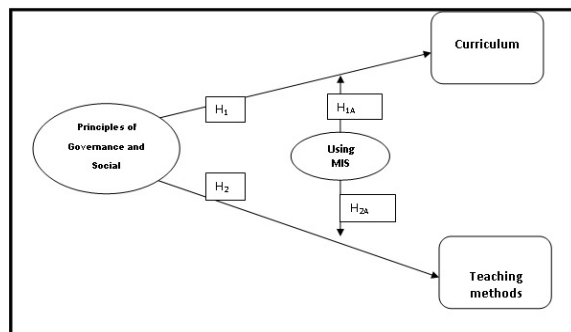 Curriculum
H1
H1A
Principles of
Governance and
Social
Using
MIS
H2
H2A
Teaching
methods